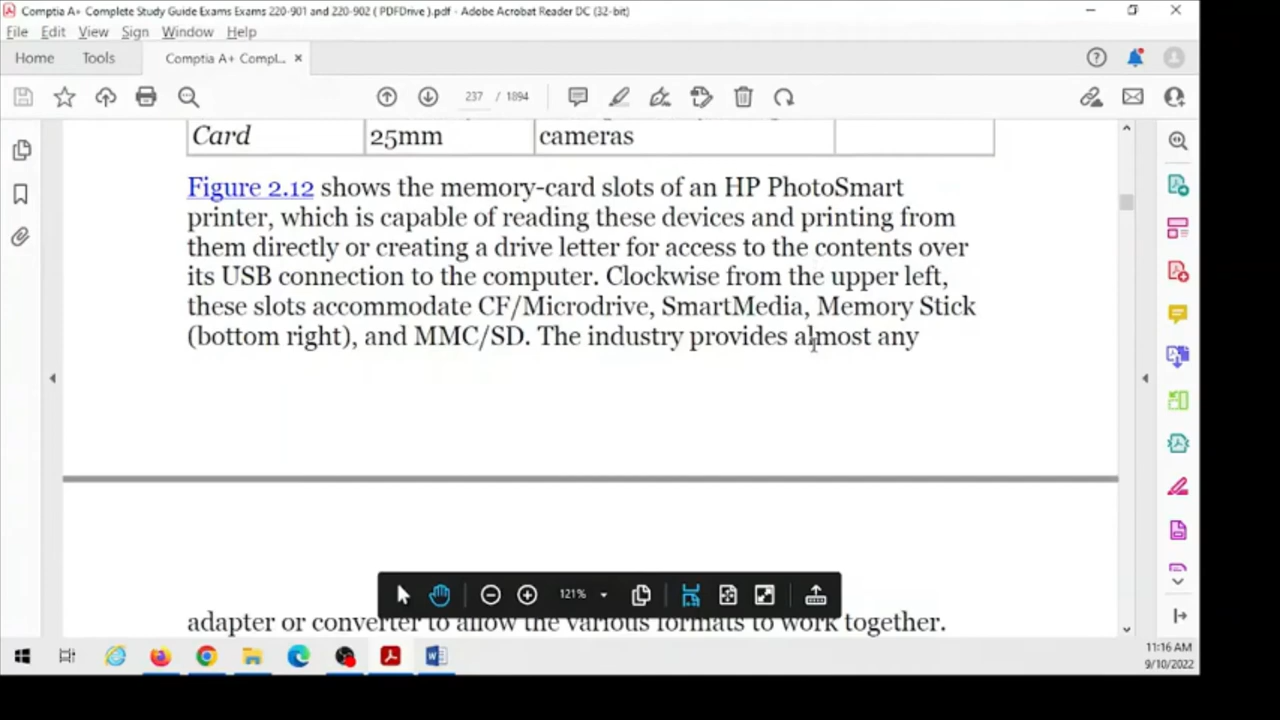 Comptia A+ Complete Study Guide Exams Exams 220-901 and 220-902 ( PDFDrive ).pdf - Adobe Acrobat Reader DC (32-bit)
File Edit View Sign Window Help
Home Tools Comptia A+ Compl... ×
237 / 1894
Card 25mm cameras
Figure 2.12 shows the memory-card slots of an HP PhotoSmart
printer, which is capable of reading these devices and printing from
them directly or creating a drive letter for access to the contents over
its USB connection to the computer. Clockwise from the upper left,
these slots accommodate CF/Microdrive, SmartMedia, Memory Stick
(bottom right), and MMC/SD. The industry provides almost any
121%
adapter or converter to allow the various formats to work together.
11:16 AM
9/10/2022